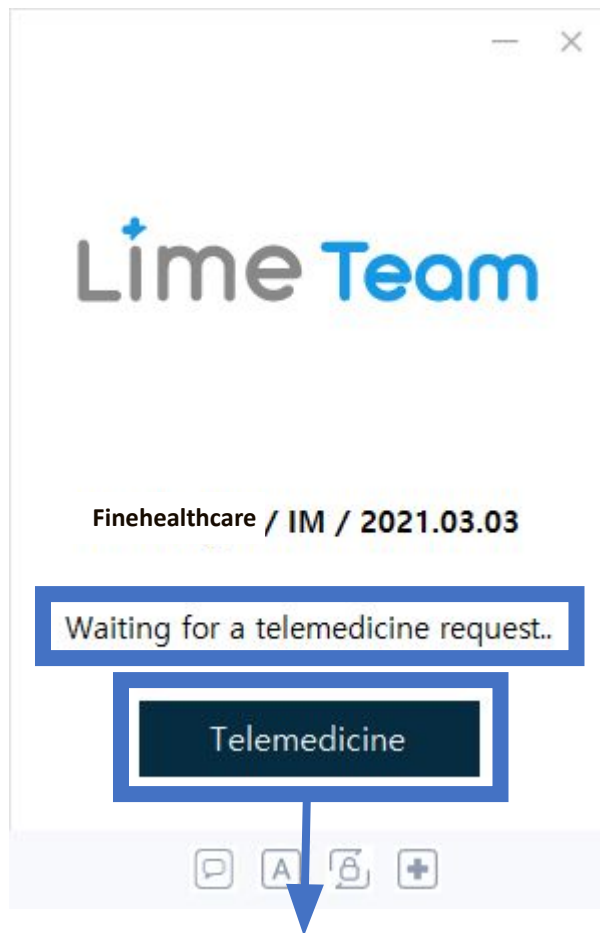 Lime Team
Finehealthcare / IM / 2021.03.03
Waiting for a telemedicine request..
Telemedicine
A